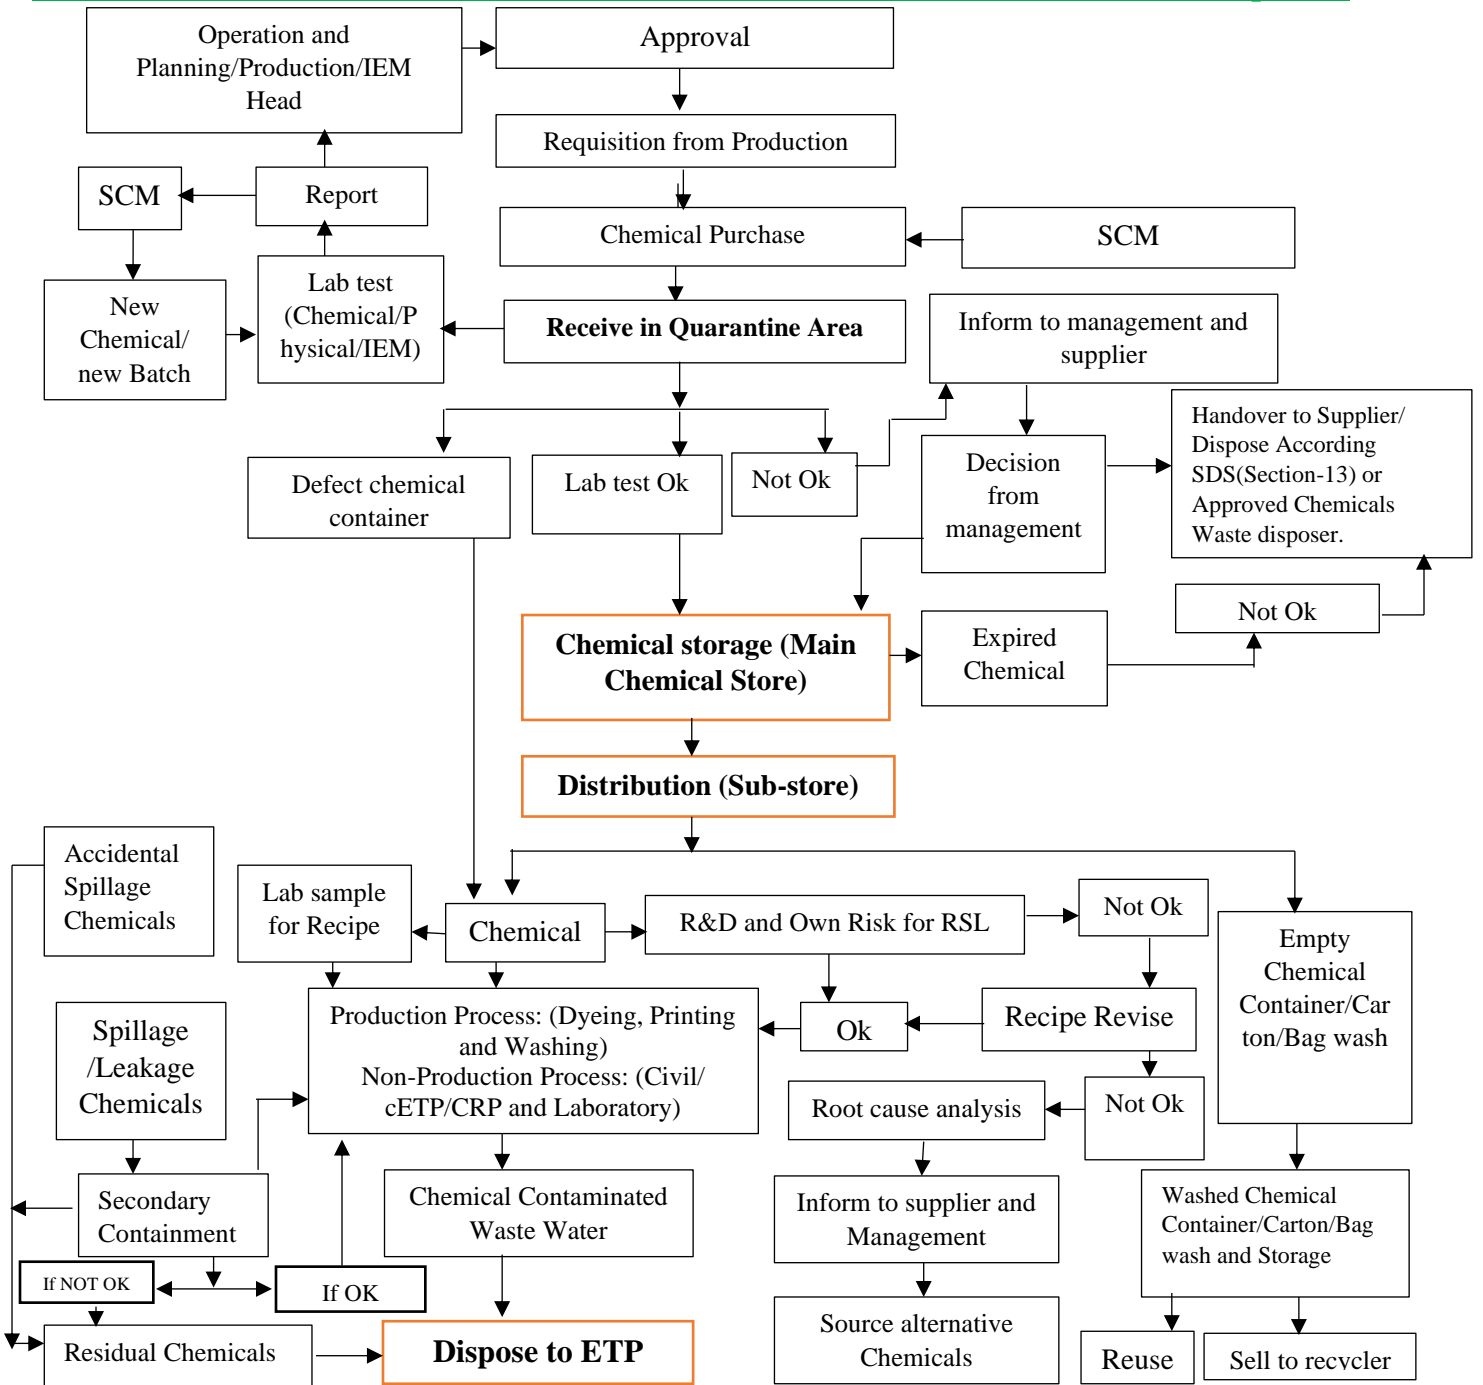 Operation and
Planning/Production/IEM
Head
Approval
Requisition from Production
SCM
Report
Chemical Purchase
SCM
New
Chemical/
new Batch
Lab test
(Chemical/P
hysical/IEM)
Receive in Quarantine Area
Inform to management and
supplier
Handover to Supplier/
Dispose According
SDS(Section-13) or
Approved Chemicals
Waste disposer.
Defect chemical
container
Lab test Ok
Not Ok
Decision
from
management
Not Ok
Chemical storage (Main
Chemical Store)
Expired
Chemical
Distribution (Sub-store)
Accidental
Spillage
Chemicals
Lab sample
for Recipe
Chemical
R&D and Own Risk for RSL
Not Ok
Empty
Chemical
Container/Car
ton/Bag wash
Spillage
/Leakage
Chemicals
Production Process: (Dyeing, Printing
and Washing)
Non-Production Process: (Civil/
cETP/CRP and Laboratory)
Ok
Recipe Revise
Root cause analysis
Not Ok
Secondary
Containment
Chemical Contaminated
Waste Water
Inform to supplier and
Management
Washed Chemical
Container/Carton/Bag
wash and Storage
If NOT OK
If OK
Residual Chemicals
Dispose to ETP
Source alternative
Chemicals
Reuse
Sell to recycler